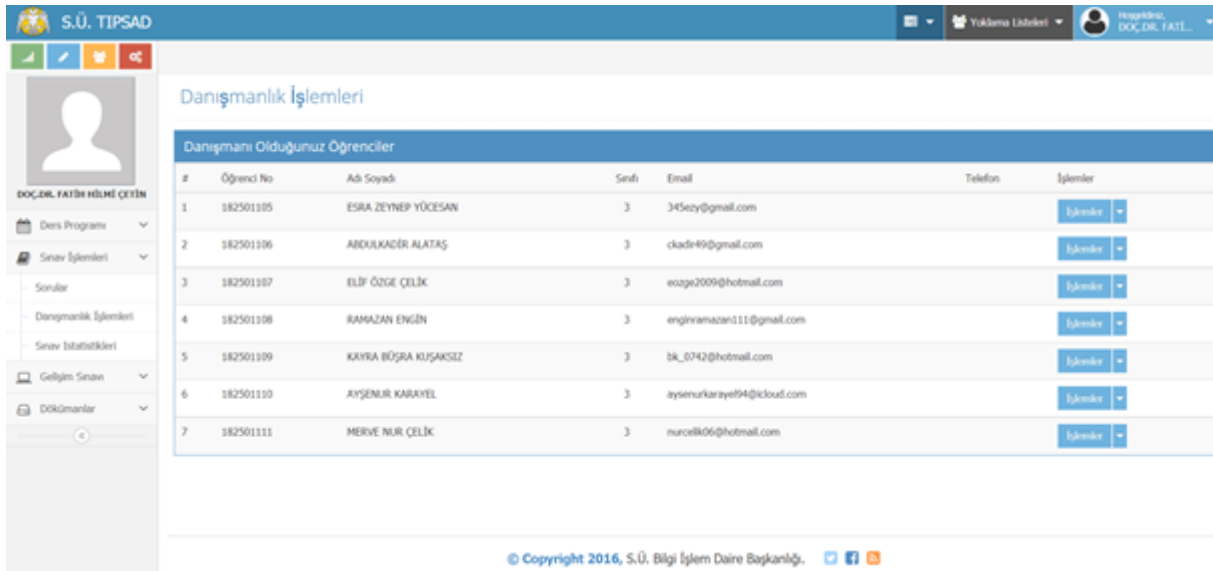 S.Ü. TIPSAD
Yoklama Listeleri
Hoşgeldiniz,
DOÇ.DR. FATİ...
Danışmanlık İşlemleri
DOÇ.DR. FATİH HİLMİ ÇETİN
Ders Programı
Sınav İşlemleri
Sorular
Danışmanlık İşlemleri
Sınav İstatistikleri
Gelişim Sınavı
Dökümanlar
Danışmanı Olduğunuz Öğrenciler
# Öğrenci No Adı Soyadı Sınıfı Email Telefon İşlemler
1 182501105 ESRA ZEYNEP YÜCESAN 3 345ezy@gmail.com İşlemler
2 182501106 ABDULKADİR ALATAŞ 3 ckadir49@gmail.com İşlemler
3 182501107 ELİF ÖZGE ÇELİK 3 eozge2009@hotmail.com İşlemler
4 182501108 RAMAZAN ENGİN 3 enginramazan111@gmail.com İşlemler
5 182501109 KAYRA BÜŞRA KUŞAKSIZ 3 bk_0742@hotmail.com İşlemler
6 182501110 AYŞENUR KARAYEL 3 aysenurkarayel94@icloud.com İşlemler
7 182501111 MERVE NUR ÇELİK 3 nurcelik06@hotmail.com İşlemler
© Copyright 2016, S.Ü. Bilgi İşlem Daire Başkanlığı.